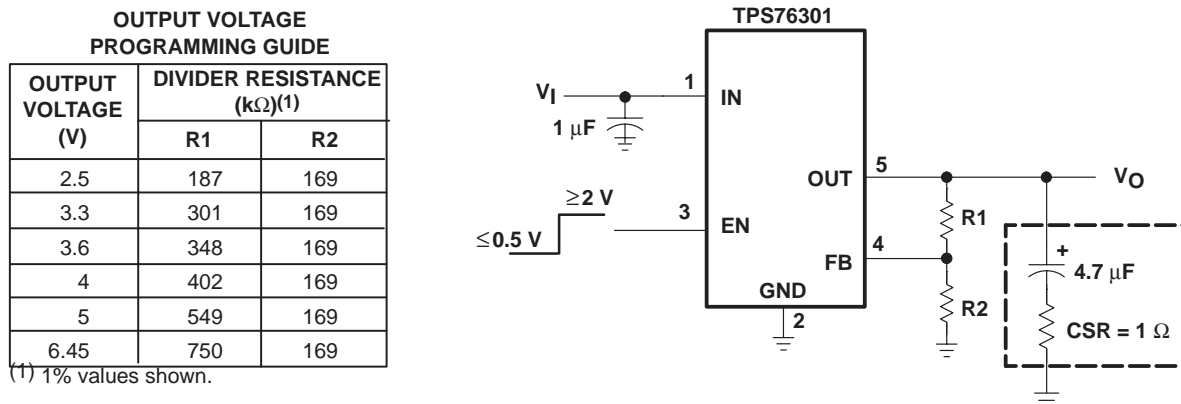 OUTPUT VOLTAGE
PROGRAMMING GUIDE
OUTPUT
VOLTAGE
(V)
DIVIDER RESISTANCE
(kΩ)(1)
R1 R2
2.5 187 169
3.3 301 169
3.6 348 169
4 402 169
5 549 169
6.45 750 169
(1) 1% values shown.
TPS76301
VI
1 μF
1
IN
OUT
5
VO
≥2 V
≤0.5 V
3
EN
R1
4
FB
GND
2
R2
+
4.7 μF
CSR = 1 Ω